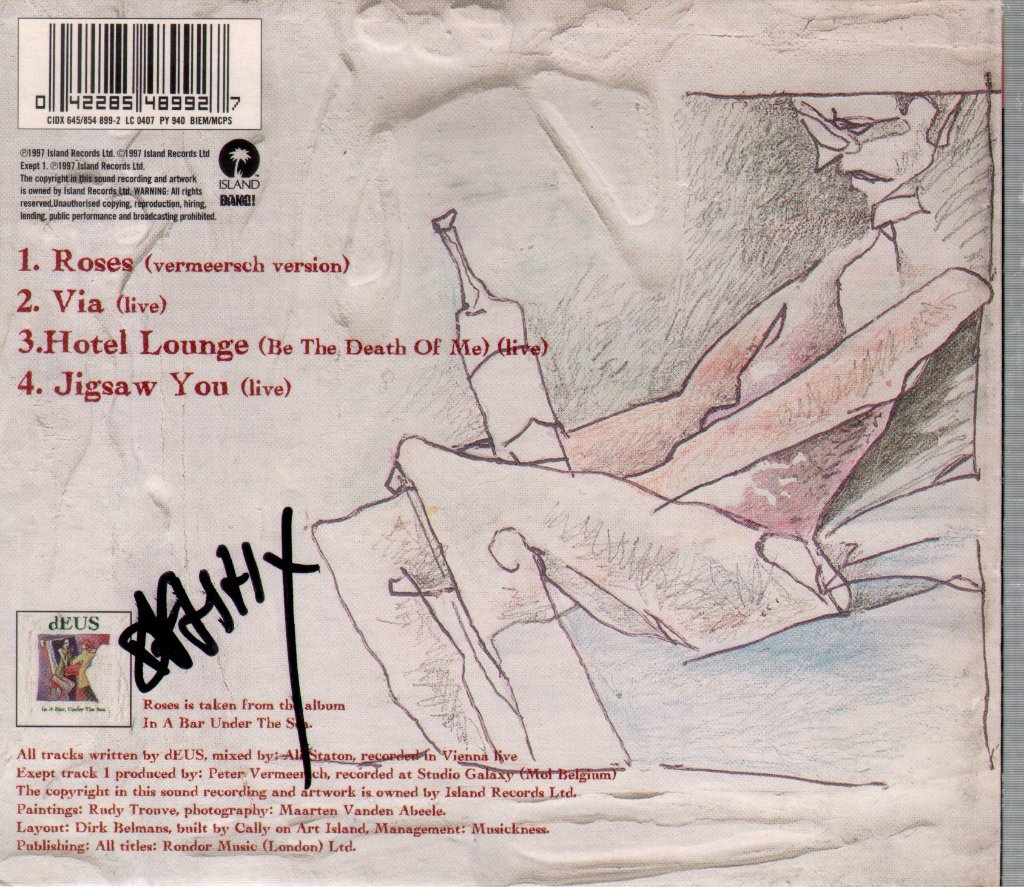 0 42285 48992 7
CIDX 645/854 899-2 LC 0407 PY 940 BIEM/MCPS
℗1997 Island Records Ltd. ©1997 Island Records Ltd
Exept 1. ℗1997 Island Records Ltd.
The copyright in this sound recording and artwork
is owned by Island Records Ltd. WARNING: All rights
reserved.Unauthorised copying, reproduction, hiring,
lending, public performance and broadcasting prohibited.
ISLAND
BANG!
1. Roses (vermeersch version)
2. Via (live)
3.Hotel Lounge (Be The Death Of Me) (live)
4. Jigsaw You (live)
dEUS
In A Bar, Under The Sea
Roses is taken from the album
In A Bar Under The Sea.
All tracks written by dEUS, mixed by: Ali Staton, recorded in Vienna live
Exept track 1 produced by: Peter Vermeersch, recorded at Studio Galaxy (Mol Belgium)
The copyright in this sound recording and artwork is owned by Island Records Ltd.
Paintings: Rudy Trouve, photography: Maarten Vanden Abeele.
Layout: Dirk Belmans, built by Cally on Art Island, Management: Musickness.
Publishing: All titles: Rondor Music (London) Ltd.